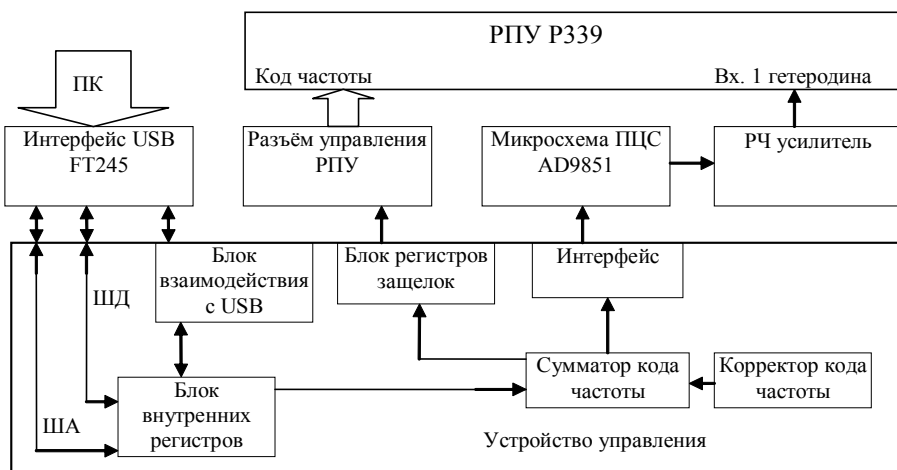 РПУ Р339
Код частоты
Вх. 1 гетеродина
ПК
Интерфейс USB
FT245
Разъём управления
РПУ
Микросхема ПЦС
AD9851
РЧ усилитель
Блок
взаимодействия
с USB
Блок регистров
защелок
Интерфейс
ШД
ША
Блок
внутренних
регистров
Сумматор кода
частоты
Корректор кода
частоты
Устройство управления